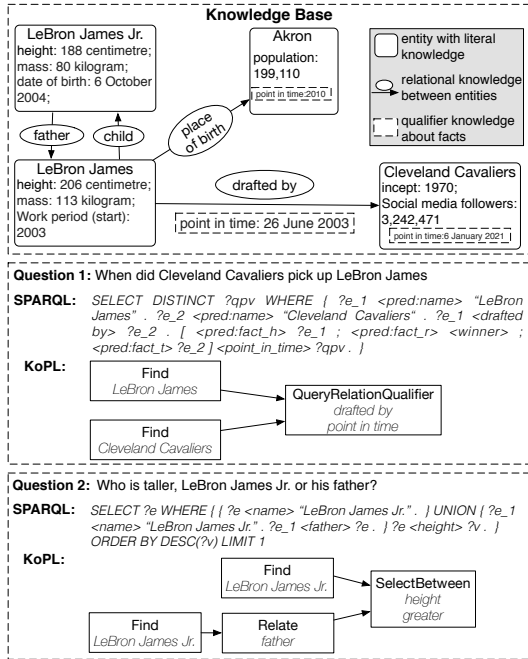 Knowledge Base
LeBron James Jr.
height: 188 centimetre;
mass: 80 kilogram;
date of birth: 6 October
2004;
father
child
LeBron James
height: 206 centimetre;
mass: 113 kilogram;
Work period (start):
2003
place
of birth
Akron
population:
199,110
point in time:2010
drafted by
point in time: 26 June 2003
Cleveland Cavaliers
incept: 1970;
Social media followers:
3,242,471
point in time:6 January 2021
entity with literal
knowledge
relational knowledge
between entities
qualifier knowledge
about facts
Question 1: When did Cleveland Cavaliers pick up LeBron James
SPARQL: SELECT DISTINCT ?qpv WHERE { ?e_1 <pred:name> “LeBron
James” . ?e_2 <pred:name> “Cleveland Cavaliers“ . ?e_1 <drafted
by> ?e_2 . [ <pred:fact_h> ?e_1 ; <pred:fact_r> <winner> ;
<pred:fact_t> ?e_2 ] <point_in_time> ?qpv . }
KoPL:
Find
LeBron James
Find
Cleveland Cavaliers
QueryRelationQualifier
drafted by
point in time
Question 2: Who is taller, LeBron James Jr. or his father?
SPARQL: SELECT ?e WHERE { { ?e <name> “LeBron James Jr.” . } UNION { ?e_1
<name> “LeBron James Jr.” . ?e_1 <father> ?e . } ?e <height> ?v . }
ORDER BY DESC(?v) LIMIT 1
KoPL:
Find
LeBron James Jr.
Find
LeBron James Jr.
Relate
father
SelectBetween
height
greater